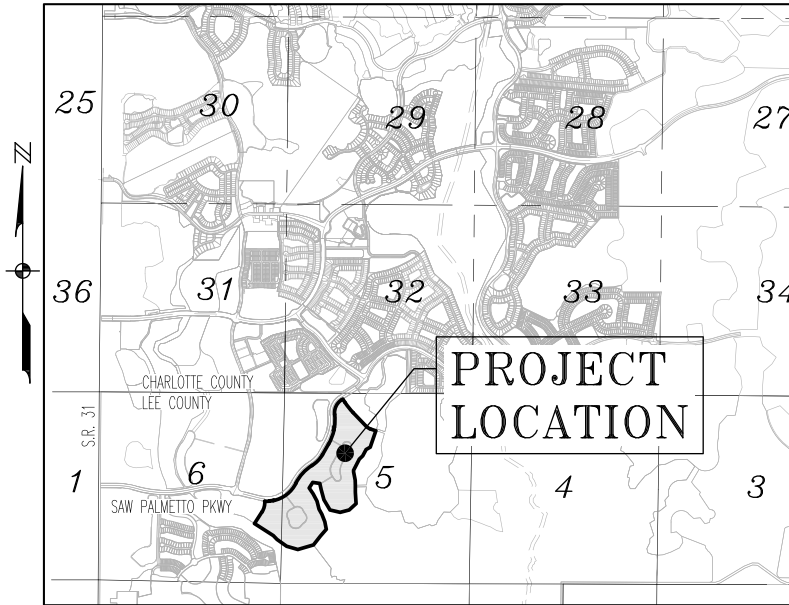 25
30
29
28
27
N
36
31
32
33
34
CHARLOTTE COUNTY
LEE COUNTY
S.R. 31
PROJECT
LOCATION
1
6
5
4
3
SAW PALMETTO PKWY